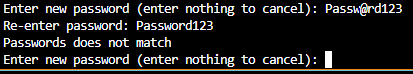 Enter new password (enter nothing to cancel): Passw@rd123
Re-enter password: Password123
Passwords does not match
Enter new password (enter nothing to cancel):